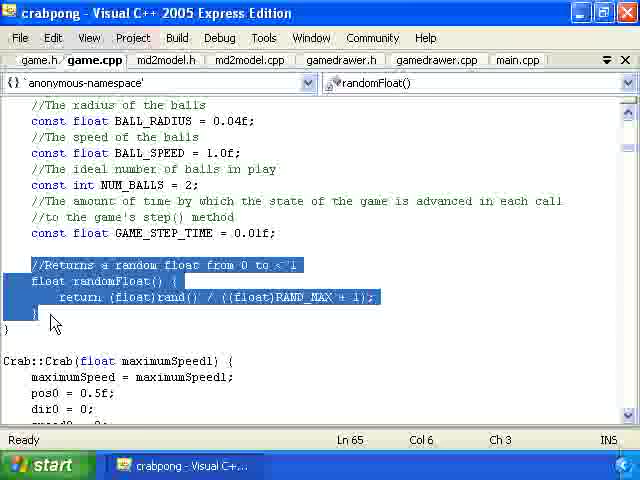 crabpong - Visual C++ 2005 Express Edition
File Edit View Project Build Debug Tools Window Community Help
game.h game.cpp md2model.h md2model.cpp gamedrawer.h gamedrawer.cpp main.cpp
{} `anonymous-namespace' randomFloat()
//The radius of the balls
const float BALL_RADIUS = 0.04f;
//The speed of the balls
const float BALL_SPEED = 1.0f;
//The ideal number of balls in play
const int NUM_BALLS = 2;
//The amount of time by which the state of the game is advanced in each call
//to the game's step() method
const float GAME_STEP_TIME = 0.01f;
//Returns a random float from 0 to < 1
float randomFloat() {
return (float)rand() / ((float)RAND_MAX + 1);
}
}
Crab::Crab(float maximumSpeed1) {
maximumSpeed = maximumSpeed1;
pos0 = 0.5f;
dir0 = 0;
Ready Ln 65 Col 6 Ch 3 INS
start crabpong - Visual C+...